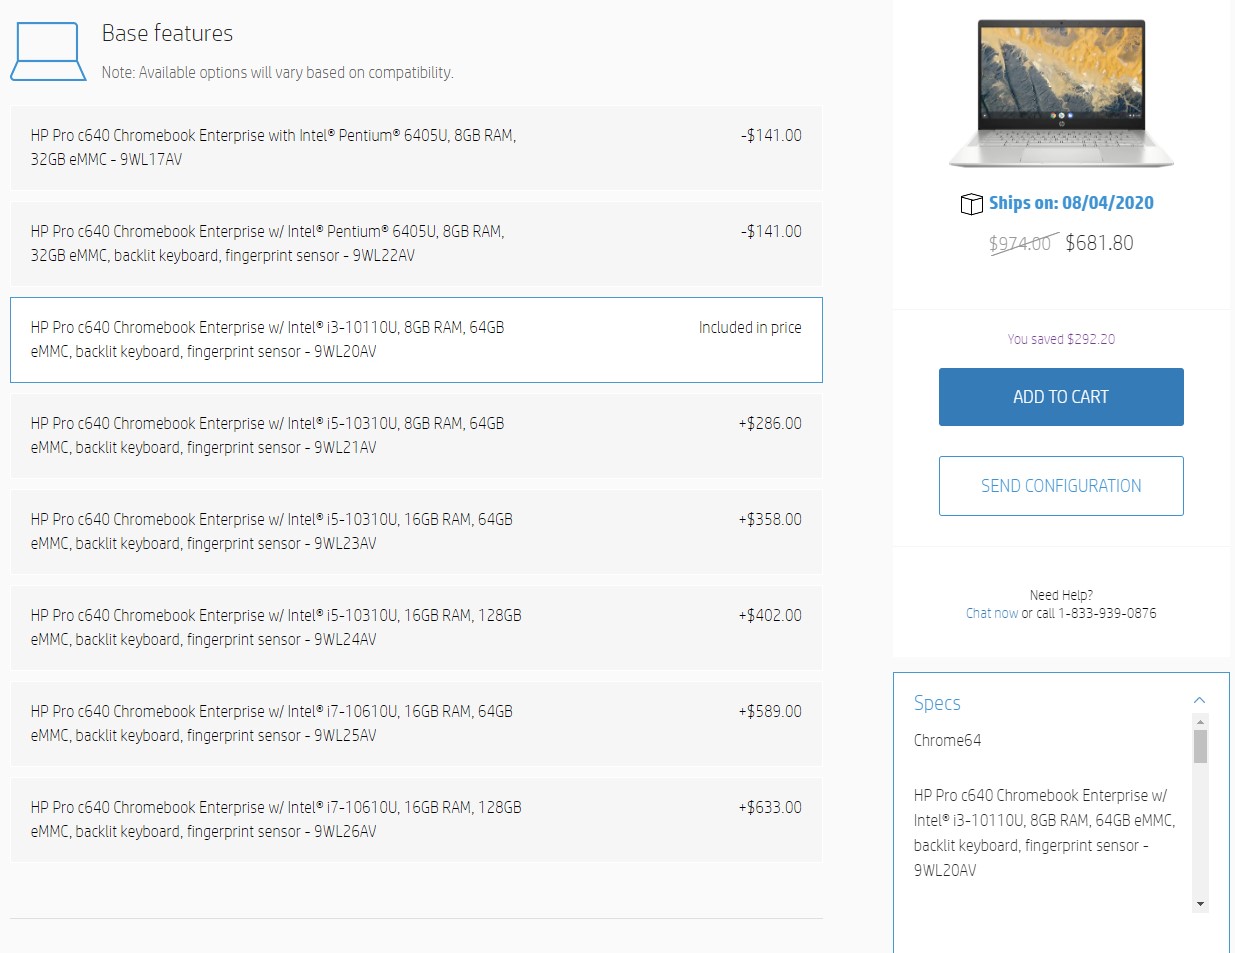 Base features
Note: Available options will vary based on compatibility.
HP Pro c640 Chromebook Enterprise with Intel® Pentium® 6405U, 8GB RAM,
32GB eMMC - 9WL17AV
-$141.00
HP Pro c640 Chromebook Enterprise w/ Intel® Pentium® 6405U, 8GB RAM,
32GB eMMC, backlit keyboard, fingerprint sensor - 9WL22AV
-$141.00
HP Pro c640 Chromebook Enterprise w/ Intel® i3-10110U, 8GB RAM, 64GB
eMMC, backlit keyboard, fingerprint sensor - 9WL20AV
Included in price
HP Pro c640 Chromebook Enterprise w/ Intel® i5-10310U, 8GB RAM, 64GB
eMMC, backlit keyboard, fingerprint sensor - 9WL21AV
+$286.00
HP Pro c640 Chromebook Enterprise w/ Intel® i5-10310U, 16GB RAM, 64GB
eMMC, backlit keyboard, fingerprint sensor - 9WL23AV
+$358.00
HP Pro c640 Chromebook Enterprise w/ Intel® i5-10310U, 16GB RAM, 128GB
eMMC, backlit keyboard, fingerprint sensor - 9WL24AV
+$402.00
HP Pro c640 Chromebook Enterprise w/ Intel® i7-10610U, 16GB RAM, 64GB
eMMC, backlit keyboard, fingerprint sensor - 9WL25AV
+$589.00
HP Pro c640 Chromebook Enterprise w/ Intel® i7-10610U, 16GB RAM, 128GB
eMMC, backlit keyboard, fingerprint sensor - 9WL26AV
+$633.00
Ships on: 08/04/2020
$974.00 $681.80
You saved $292.20
ADD TO CART
SEND CONFIGURATION
Need Help?
Chat now or call 1-833-939-0876
Specs
Chrome64
HP Pro c640 Chromebook Enterprise w/
Intel® i3-10110U, 8GB RAM, 64GB eMMC,
backlit keyboard, fingerprint sensor -
9WL20AV